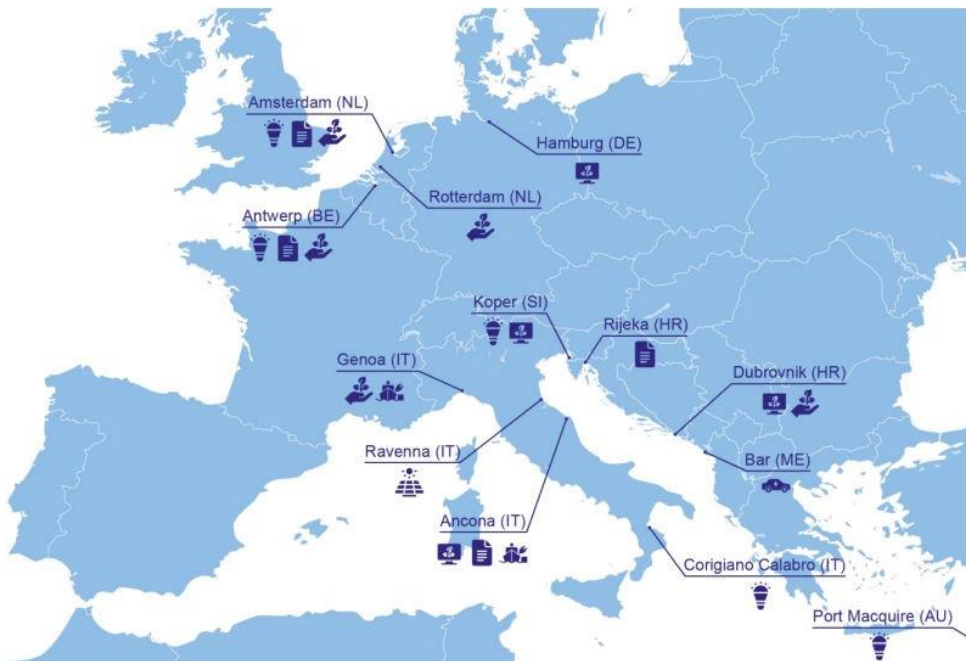 Amsterdam (NL)
Hamburg (DE)
Rotterdam (NL)
Antwerp (BE)
Koper (SI)
Rijeka (HR)
Genoa (IT)
Dubrovnik (HR)
Ravenna (IT)
Bar (ME)
Ancona (IT)
Corigiano Calabro (IT)
Port Macquire (AU)